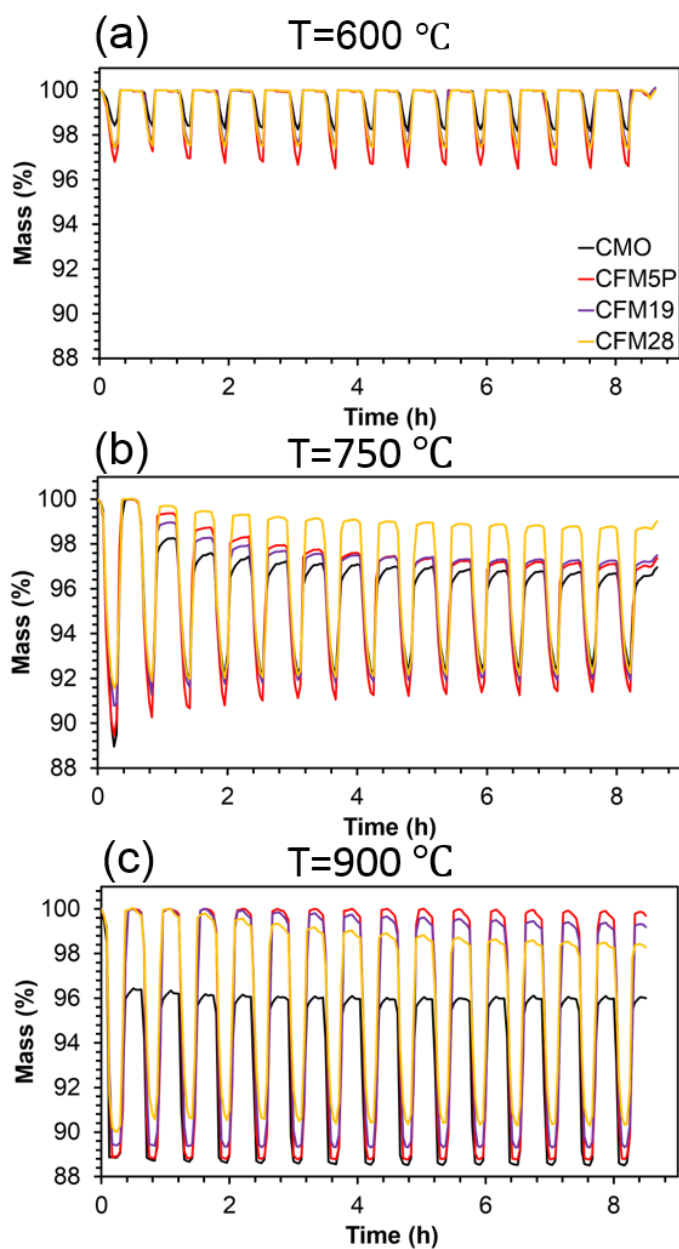 (a) T=600 °C
100
98
96
94
92
90
88
Mass (%)
CMO
CFM5P
CFM19
CFM28
0 2 4 6 8
Time (h)
(b) T=750 °C
100
98
96
94
92
90
88
Mass (%)
0 2 4 6 8
Time (h)
(c) T=900 °C
100
98
96
94
92
90
88
Mass (%)
0 2 4 6 8
Time (h)